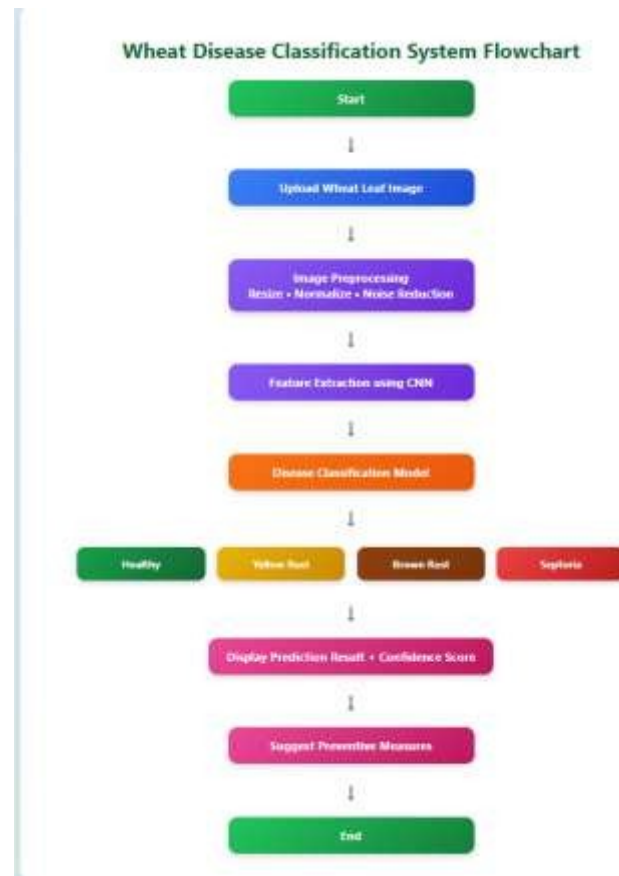 Wheat Disease Classification System Flowchart
Start
Upload Wheat Leaf Image
Image Preprocessing
Resize • Normalize • Noise Reduction
Feature Extraction using CNN
Disease Classification Model
Healthy Yellow Rust Brown Rust Septoria
Display Prediction Result + Confidence Score
Suggest Preventive Measures
End